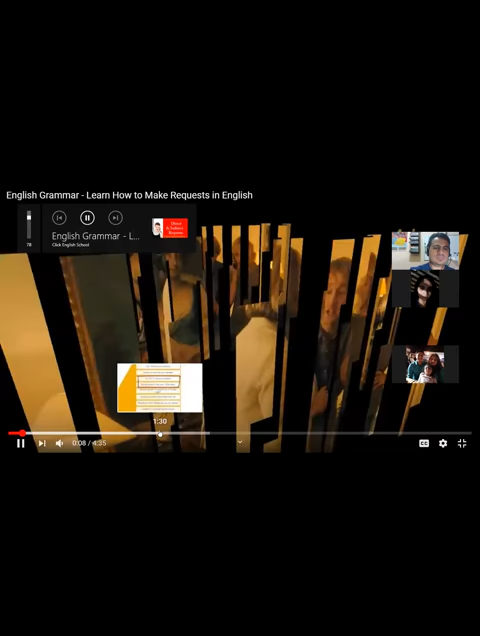 English Grammar - Learn How to Make Requests in English
English Grammar - L...
Click English School
78
Direct
& Indirect
Requests
1:30
0:08 / 4:35
CC